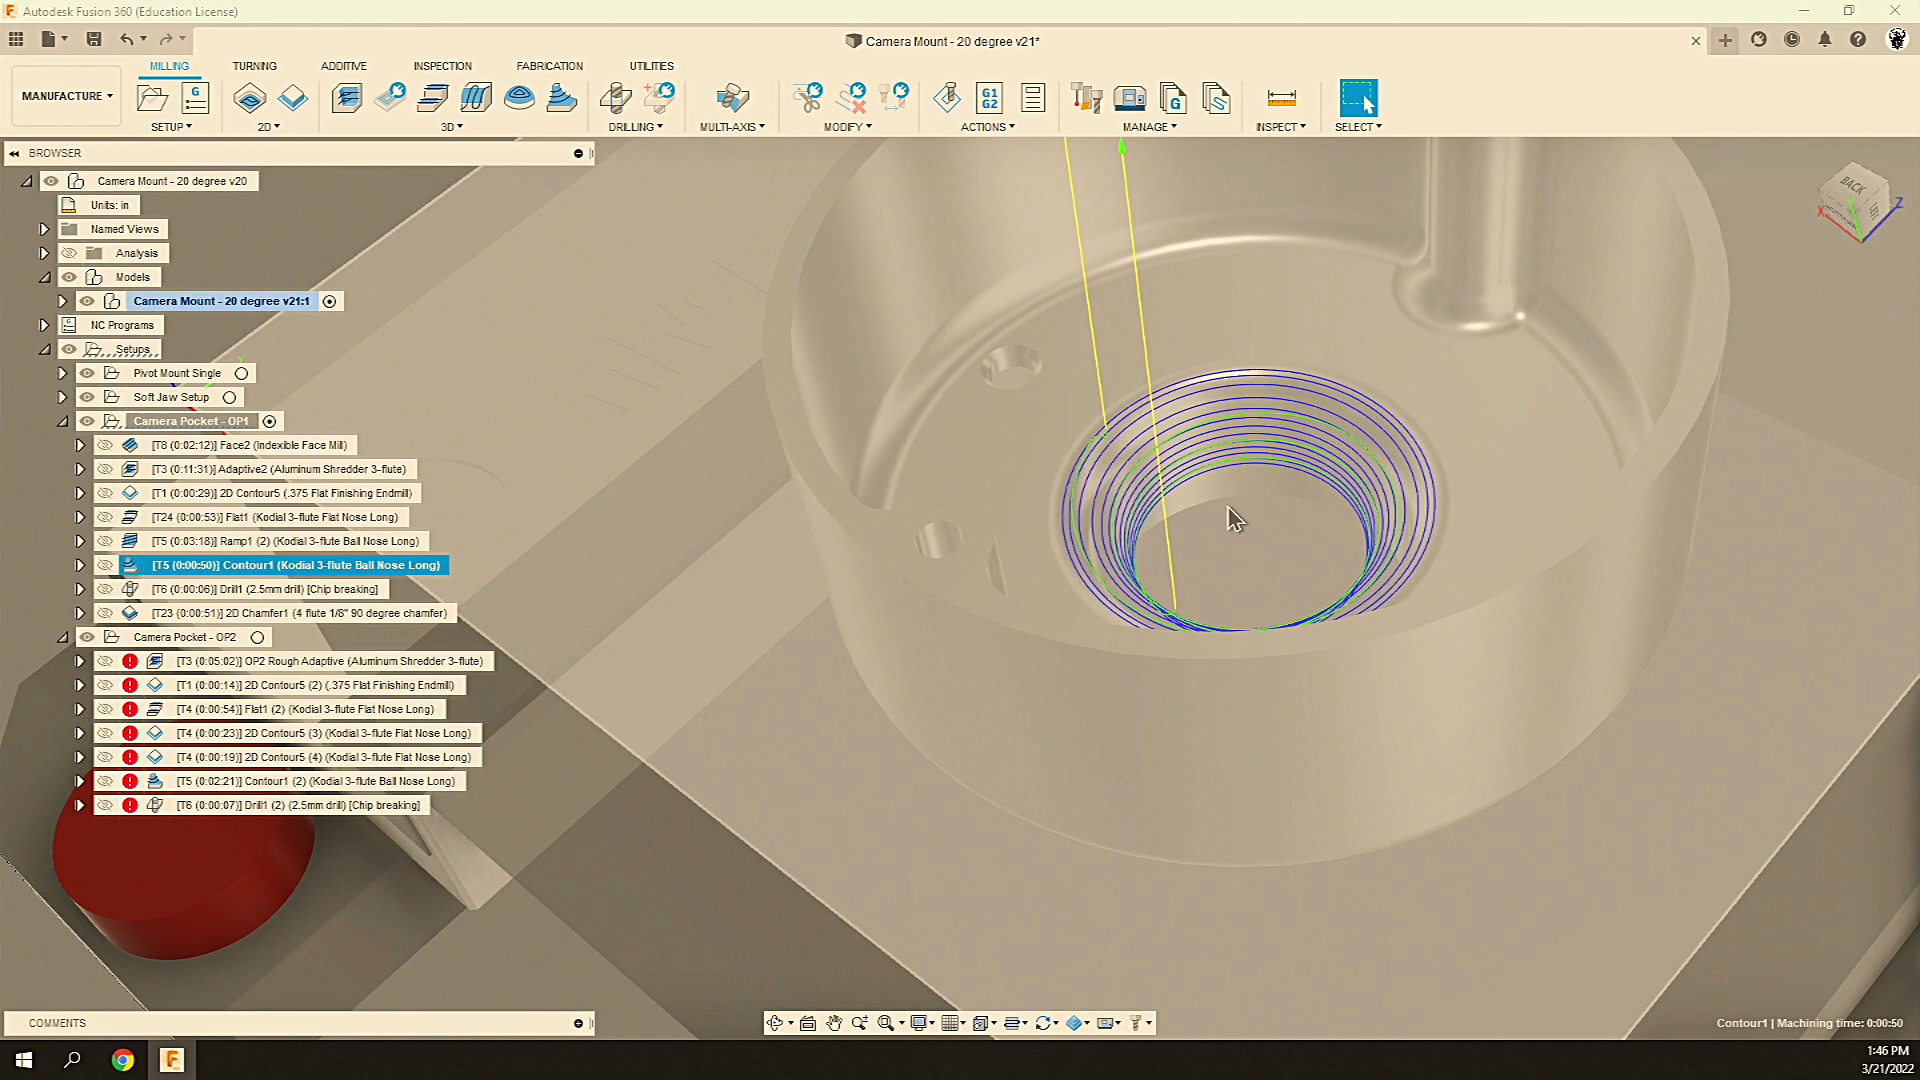 Autodesk Fusion 360 (Education License)
Camera Mount - 20 degree v21*
MILLING
TURNING
ADDITIVE
INSPECTION
FABRICATION
UTILITIES
MANUFACTURE
G1
G2
SETUP
2D
3D
DRILLING
MULTI-AXIS
MODIFY
ACTIONS
MANAGE
INSPECT
SELECT
BROWSER
Camera Mount - 20 degree v20
Units: in
Named Views
Analysis
Models
Camera Mount - 20 degree v21:1
NC Programs
Setups
Pivot Mount Single
Soft Jaw Setup
Camera Pocket - OP1
[T8 (0:02:12)] Face2 (Indexible Face Mill)
[T3 (0:11:31)] Adaptive2 (Aluminum Shredder 3-flute)
[T1 (0:00:29)] 2D Contour5 (.375 Flat Finishing Endmill)
[T24 (0:00:53)] Flat1 (Kodial 3-flute Flat Nose Long)
[T5 (0:03:18)] Ramp1 (2) (Kodial 3-flute Ball Nose Long)
[T5 (0:00:50)] Contour1 (Kodial 3-flute Ball Nose Long)
[T6 (0:00:06)] Drill1 (2.5mm drill) [Chip breaking]
[T23 (0:00:51)] 2D Chamfer1 (4 flute 1/8" 90 degree chamfer)
Camera Pocket - OP2
[T3 (0:05:02)] OP2 Rough Adaptive (Aluminum Shredder 3-flute)
[T1 (0:00:14)] 2D Contour5 (2) (.375 Flat Finishing Endmill)
[T4 (0:00:54)] Flat1 (2) (Kodial 3-flute Flat Nose Long)
[T4 (0:00:23)] 2D Contour5 (3) (Kodial 3-flute Flat Nose Long)
[T4 (0:00:19)] 2D Contour5 (4) (Kodial 3-flute Flat Nose Long)
[T5 (0:02:21)] Contour1 (2) (Kodial 3-flute Ball Nose Long)
[T6 (0:00:07)] Drill1 (2) (2.5mm drill) [Chip breaking]
BACK
X
Y
Z
COMMENTS
Contour1 | Machining time: 0:00:50
1:46 PM
3/21/2022